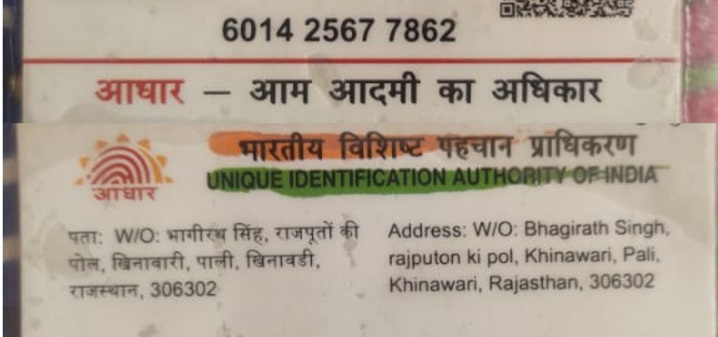 6014 2567 7862
आधार – आम आदमी का अधिकार
भारतीय विशिष्ट पहचान प्राधिकरण
UNIQUE IDENTIFICATION AUTHORITY OF INDIA
आधार
पता: W/O: भागीरथ सिंह, राजपूतों की
पोल, खिनावारी, पाली, खिनावडी,
राजस्थान, 306302
Address: W/O: Bhagirath Singh,
rajputon ki pol, Khinawari, Pali,
Khinawari, Rajasthan, 306302